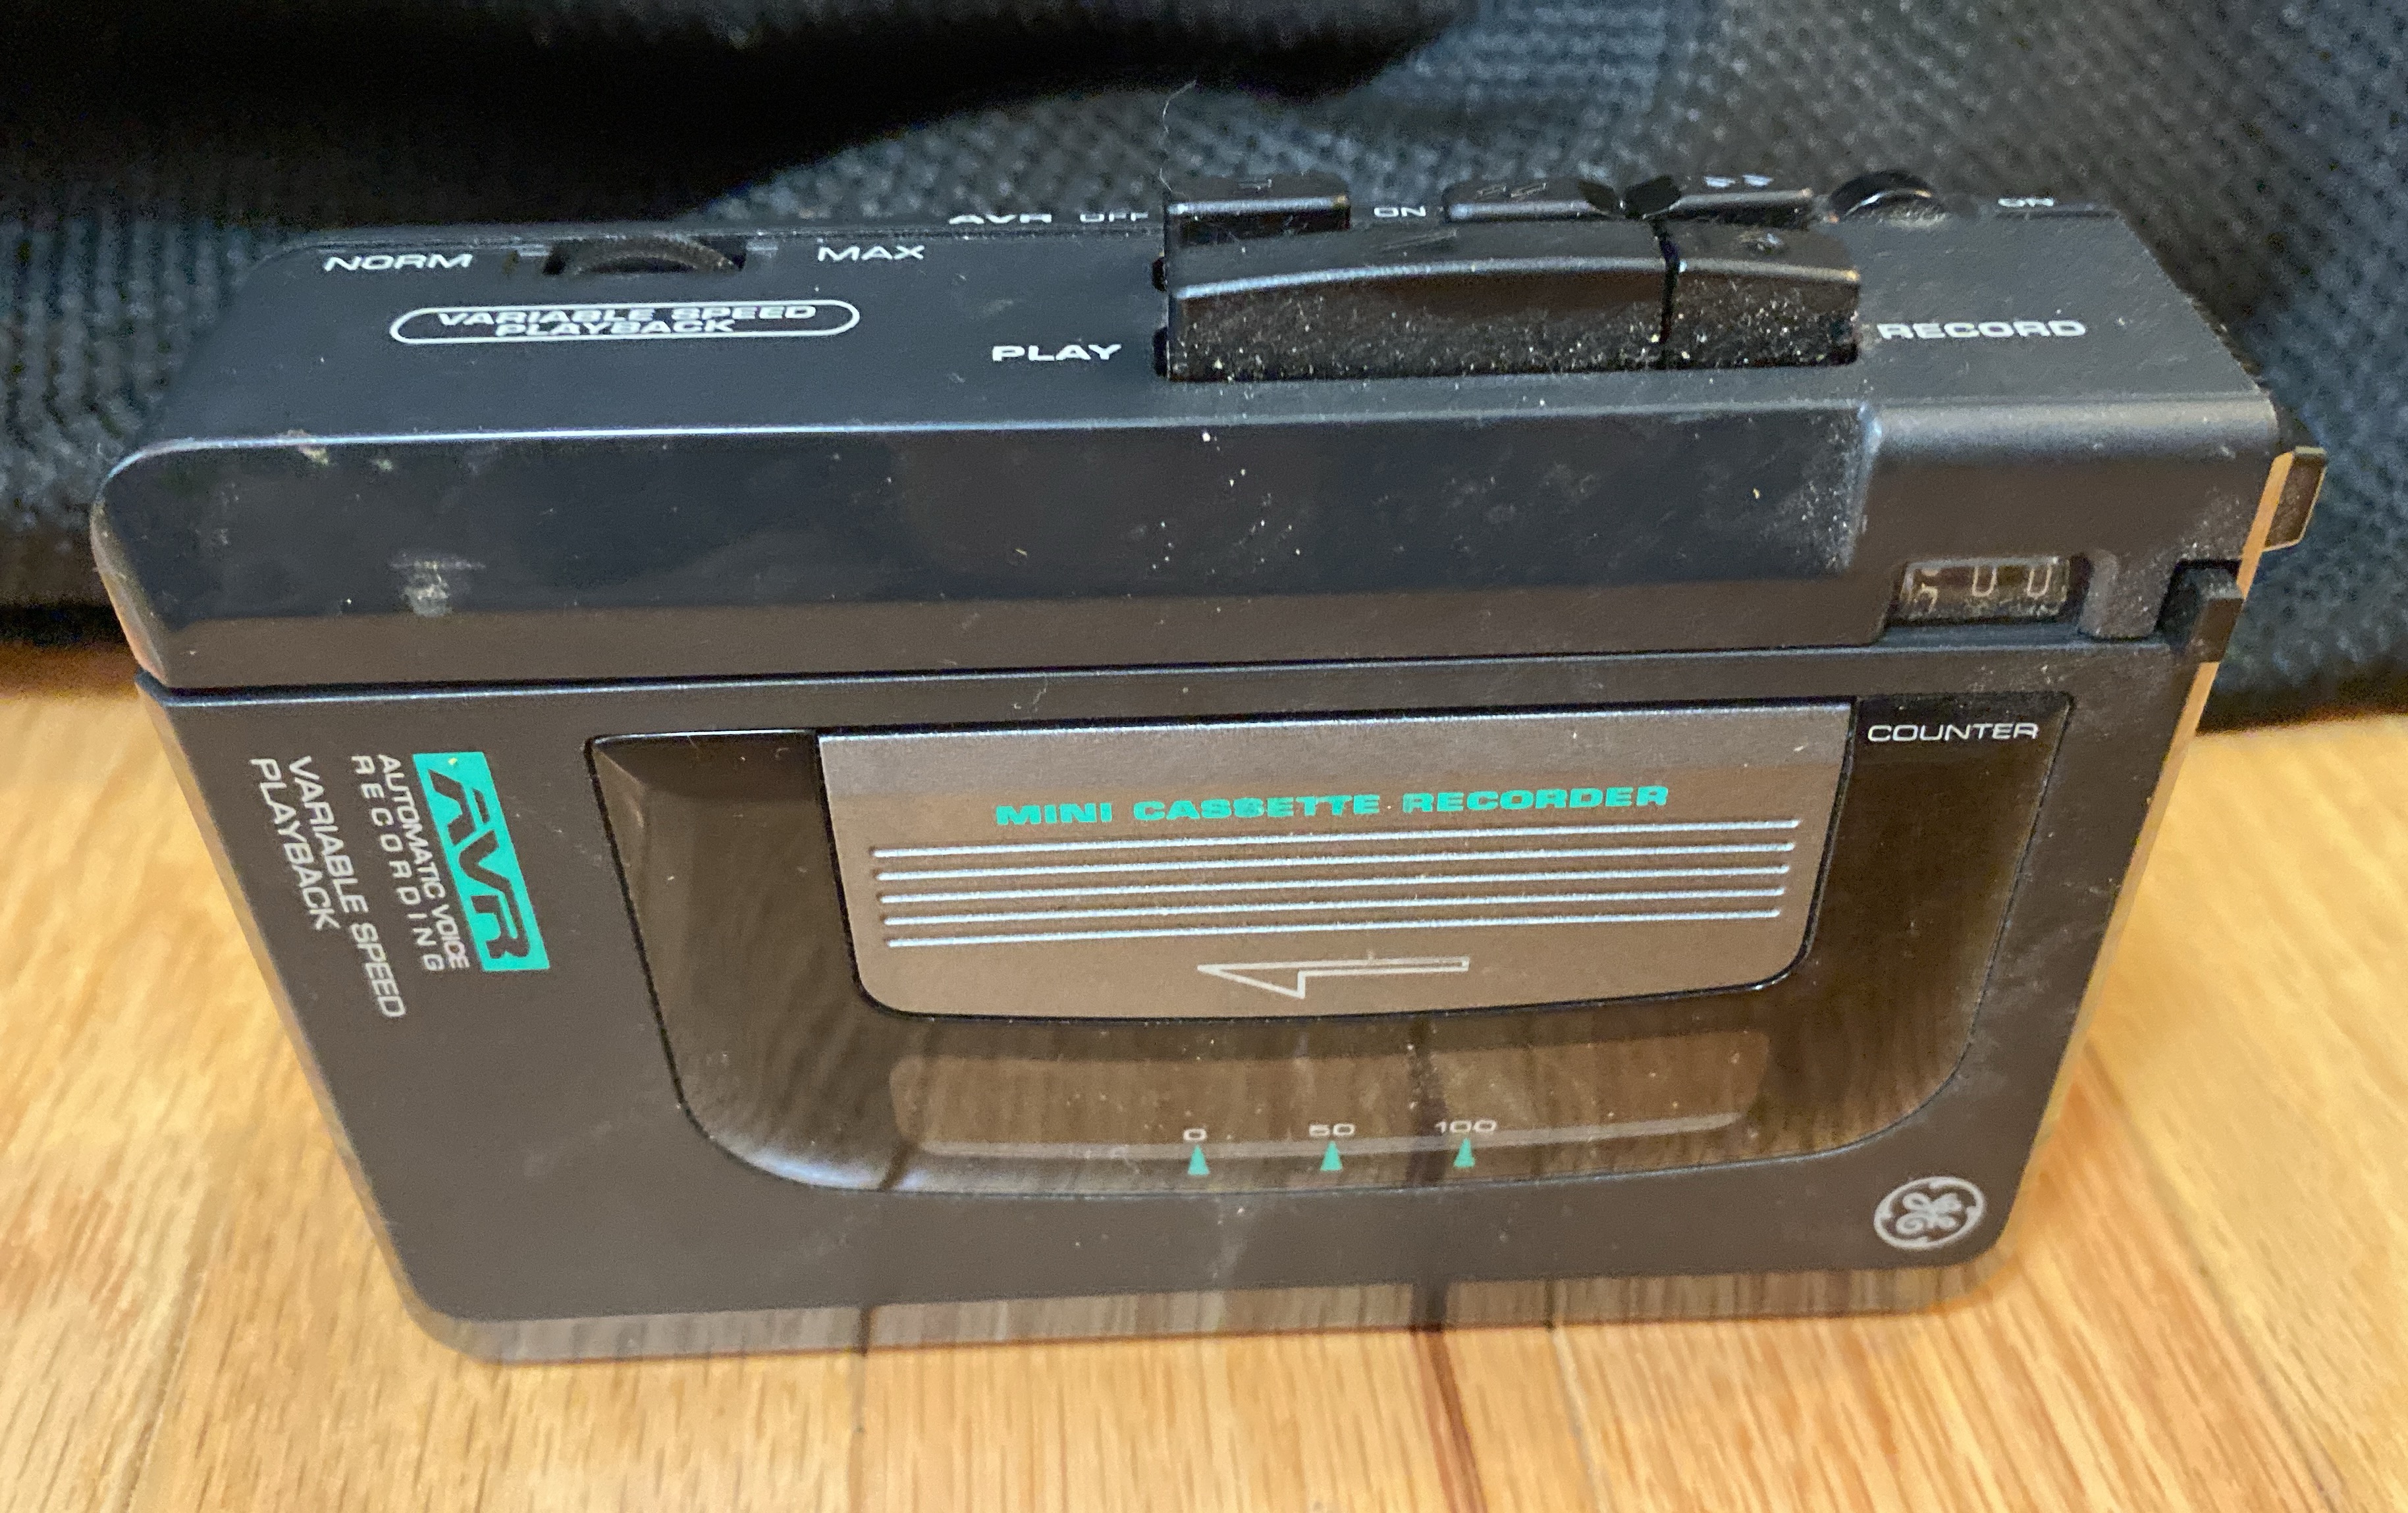 AVR OFF ON ON
NORM MAX
VARIABLE SPEED
PLAYBACK
PLAY RECORD
COUNTER
AVR
AUTOMATIC VOICE
RECORDING
VARIABLE SPEED
PLAYBACK
MINI CASSETTE RECORDER
0 50 100